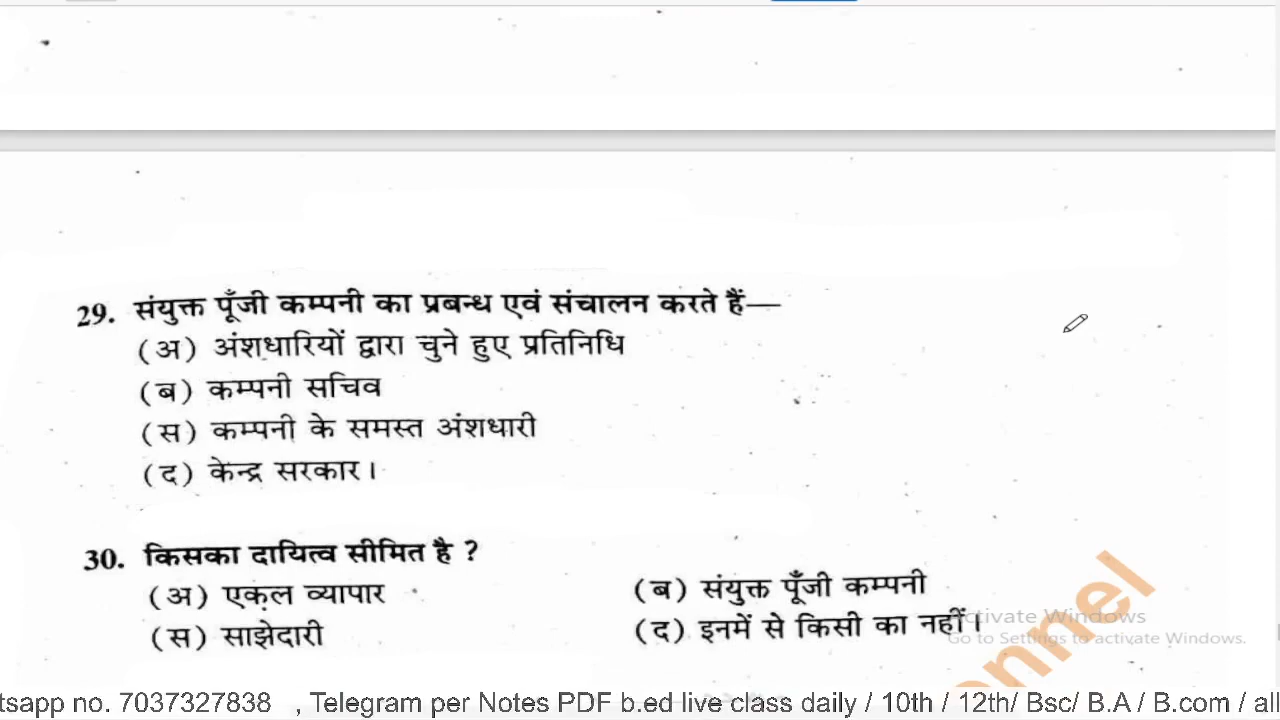 29. संयुक्त पूँजी कम्पनी का प्रबन्ध एवं संचालन करते हैं—
(अ) अंशधारियों द्वारा चुने हुए प्रतिनिधि
(ब) कम्पनी सचिव
(स) कम्पनी के समस्त अंशधारी
(द) केन्द्र सरकार।
30. किसका दायित्व सीमित है ?
(अ) एकल व्यापार
(ब) संयुक्त पूँजी कम्पनी
(स) साझेदारी
(द) इनमें से किसी का नहीं।
Activate Windows
Go to Settings to activate Windows.
tsapp no. 7037327838 , Telegram per Notes PDF b.ed live class daily / 10th / 12th/ Bsc/ B.A / B.com / all